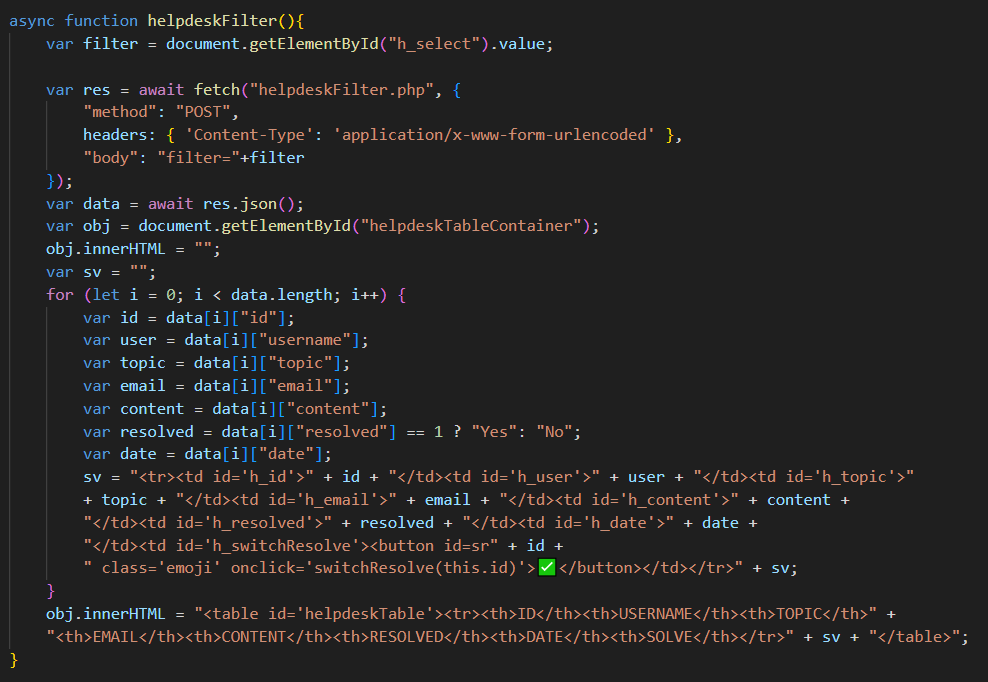 async function helpdeskFilter(){
    var filter = document.getElementById("h_select").value;

    var res = await fetch("helpdeskFilter.php", {
        "method": "POST",
        headers: { 'Content-Type': 'application/x-www-form-urlencoded' },
        "body": "filter="+filter
    });
    var data = await res.json();
    var obj = document.getElementById("helpdeskTableContainer");
    obj.innerHTML = "";
    var sv = "";
    for (let i = 0; i < data.length; i++) {
        var id = data[i]["id"];
        var user = data[i]["username"];
        var topic = data[i]["topic"];
        var email = data[i]["email"];
        var content = data[i]["content"];
        var resolved = data[i]["resolved"] == 1 ? "Yes": "No";
        var date = data[i]["date"];
        sv = "<tr><td id='h_id'>" + id + "</td><td id='h_user'>" + user + "</td><td id='h_topic'>"
        + topic + "</td><td id='h_email'>" + email + "</td><td id='h_content'>" + content +
        "</td><td id='h_resolved'>" + resolved + "</td><td id='h_date'>" + date +
        "</td><td id='h_switchResolve'><button id=sr" + id +
        " class='emoji' onclick='switchResolve(this.id)'>✅</button></td></tr>" + sv;
    }
    obj.innerHTML = "<table id='helpdeskTable'><tr><th>ID</th><th>USERNAME</th><th>TOPIC</th>" +
    "<th>EMAIL</th><th>CONTENT</th><th>RESOLVED</th><th>DATE</th><th>SOLVE</th></tr>" + sv + "</table>";
}